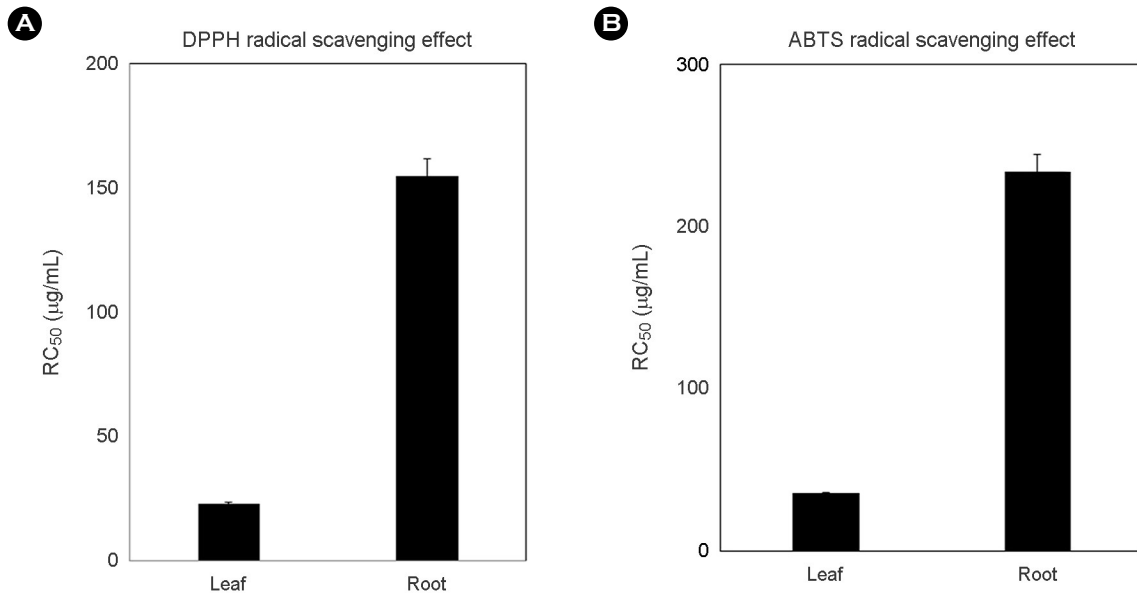 A
DPPH radical scavenging effect
200
150
100
50
0
RC50 (μg/mL)
Leaf
Root
B
ABTS radical scavenging effect
300
200
100
0
RC50 (μg/mL)
Leaf
Root